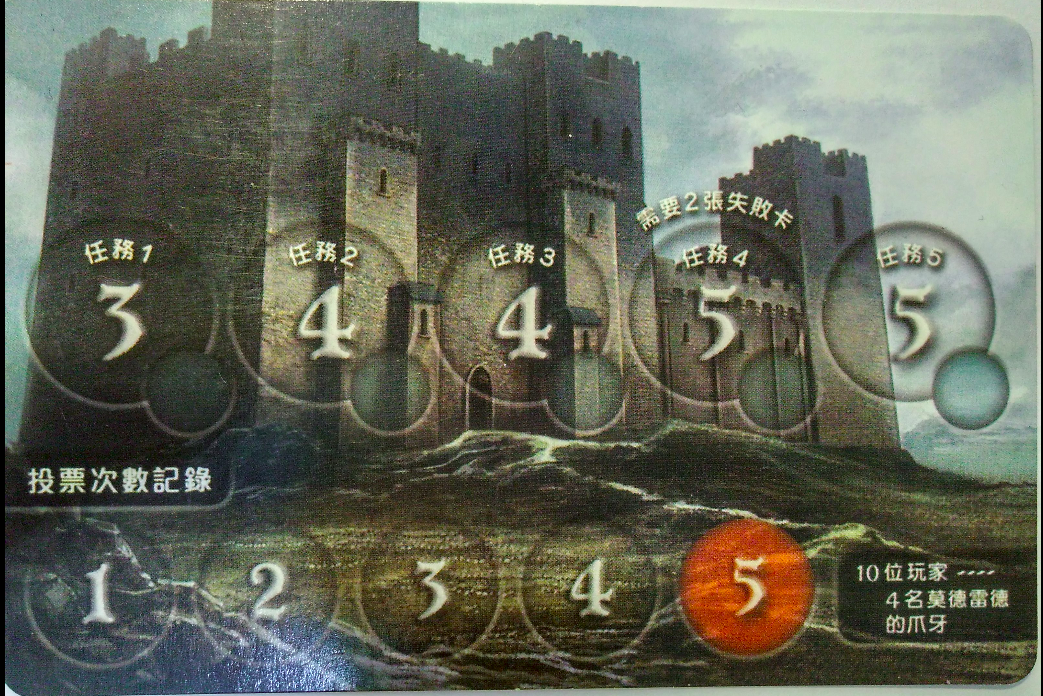 需要2張失敗卡
任務1 任務2 任務3 任務4 任務5
3 4 4 5 5
投票次數記錄
1 2 3 4 5
10位玩家----
4名莫德雷德
的爪牙